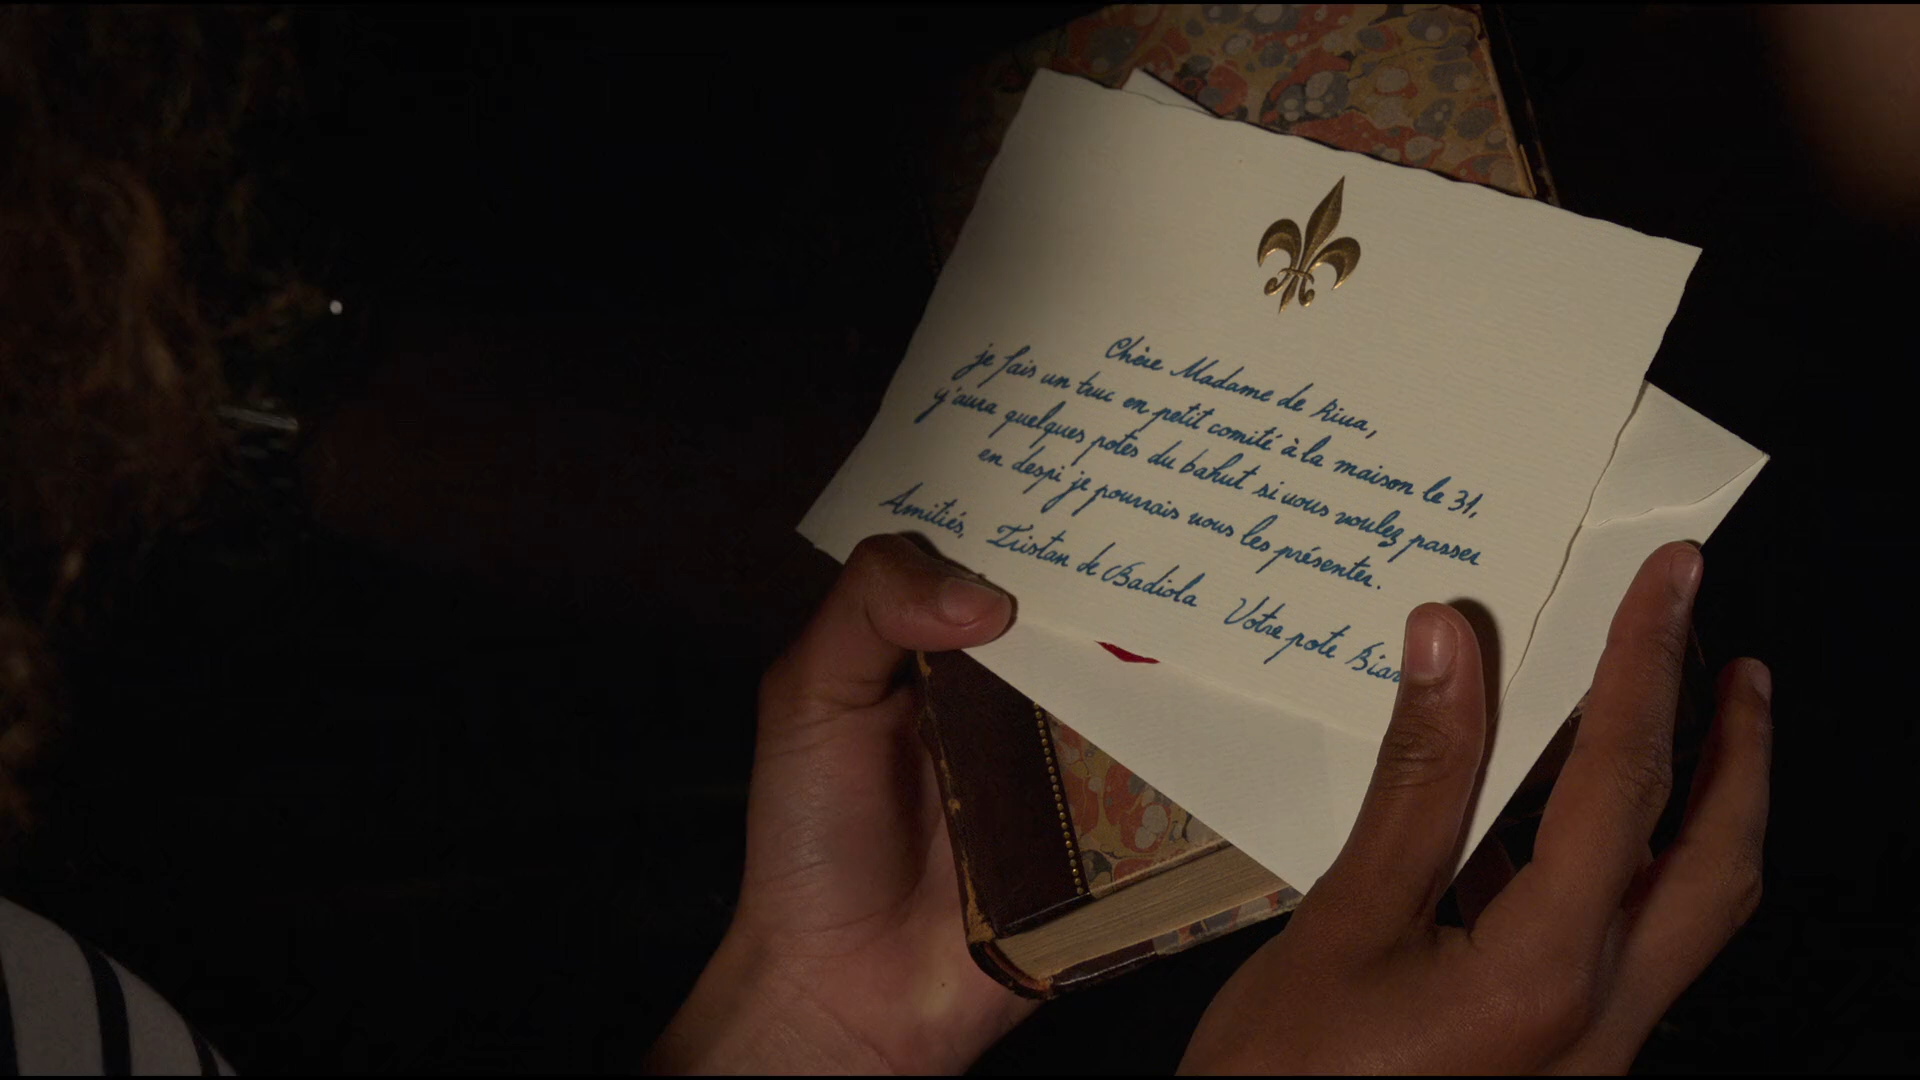 Chère Madame de Riva,
je fais un truc en petit comité à la maison le 31,
y'aura quelques potes du bahut si vous voulez passer
en despi je pourrais vous les présenter.
Amitiés, Tristan de Badiola Votre pote